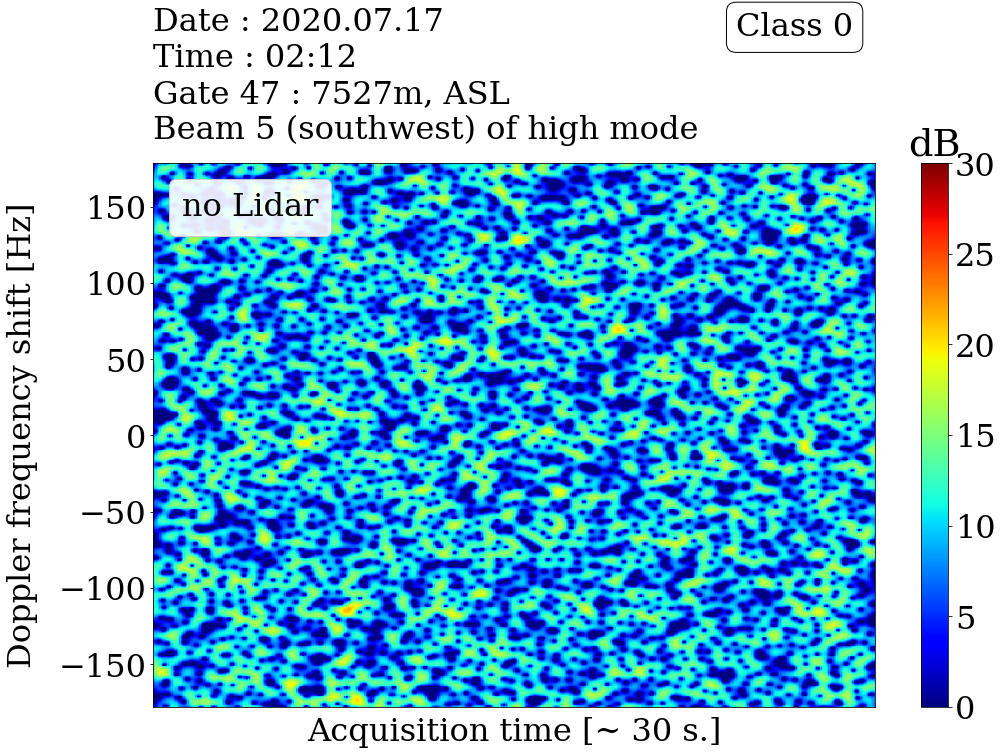 Date : 2020.07.17
Time : 02:12
Gate 47 : 7527m, ASL
Beam 5 (southwest) of high mode
Class 0
no Lidar
Doppler frequency shift [Hz]
150
100
50
0
−50
−100
−150
Acquisition time [~ 30 s.]
dB
30
25
20
15
10
5
0